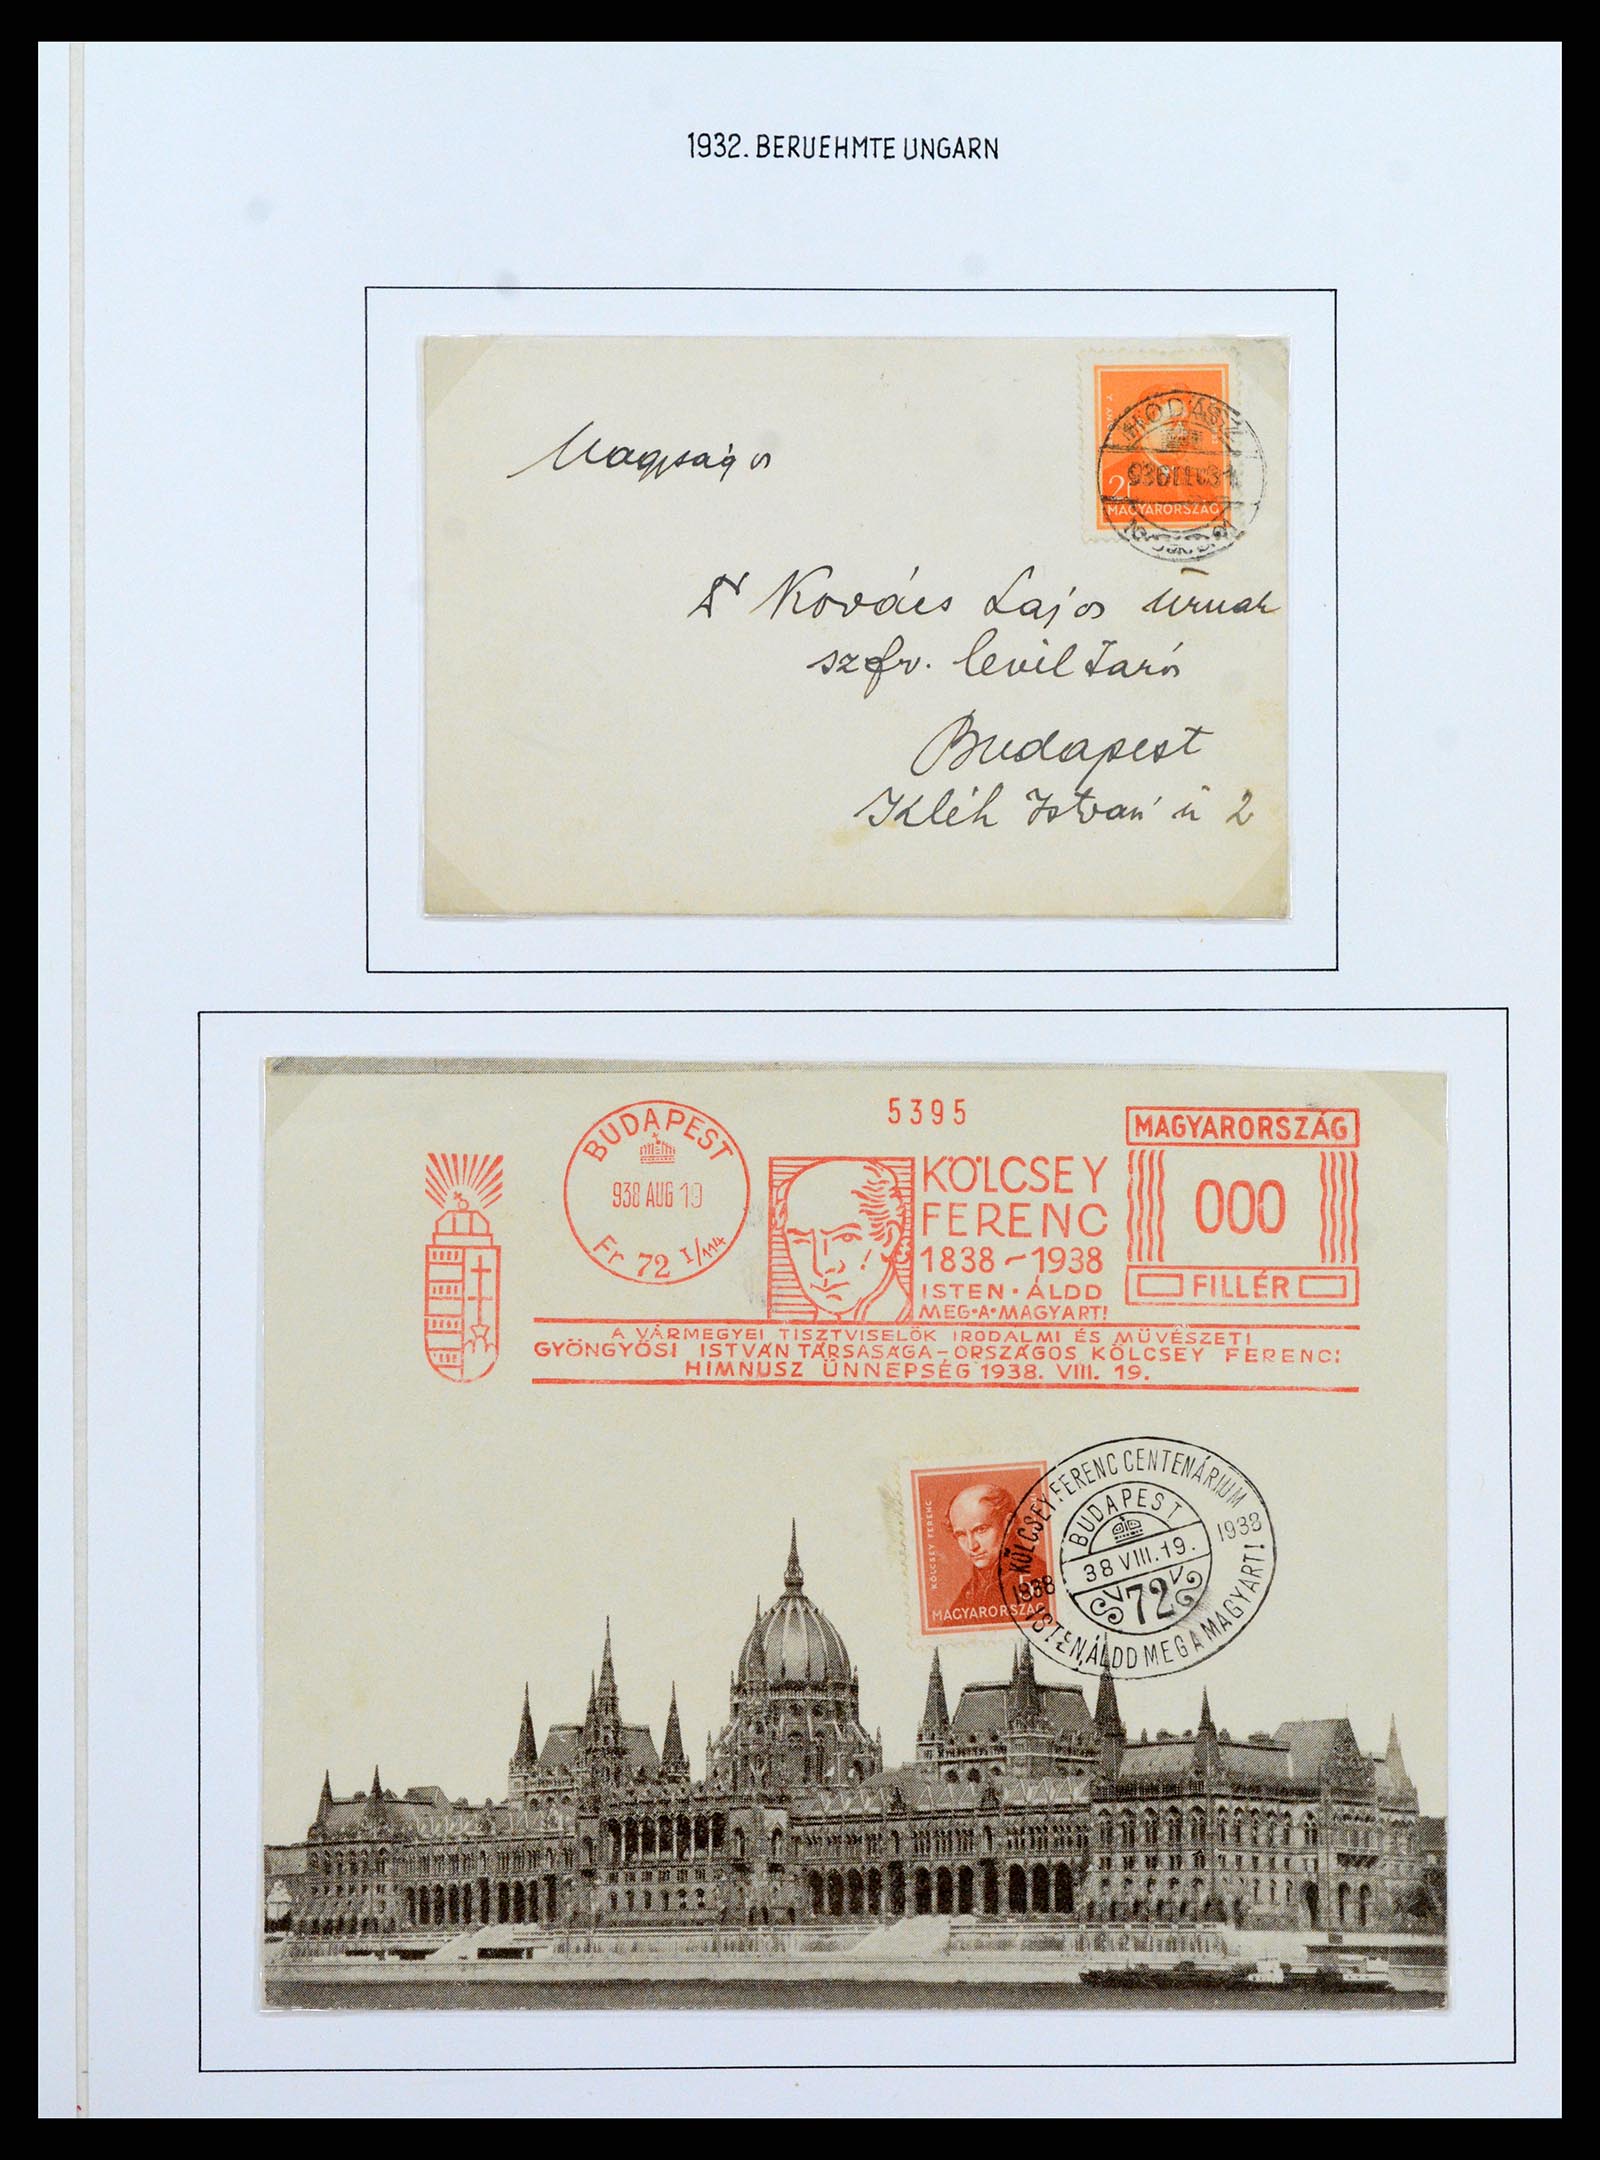 1932. BERUEHMTE UNGARN
MAGYARORSZÁG
Dr Kovács Lajos Úrnak
szfv. levéltáros
Budapest
Kléh István ú 2
5395
BUDAPEST
938 AUG 19
Fr 72 I/114
KÖLCSEY
FERENC
1838-1938
ISTEN·ÁLDD
MEG·A·MAGYART!
MAGYARORSZÁG
000
FILLÉR
A VÁRMEGYEI TISZTVISELŐK IRODALMI ÉS MŰVÉSZETI
GYÖNGYÖSI ISTVÁN TÁRSASÁGA-ORSZÁGOS KÖLCSEY FERENC:
HIMNUSZ ÜNNEPSÉG 1938. VIII. 19.
KÖLCSEY FERENC
MAGYARORSZÁG
KÖLCSEY FERENC CENTENÁRIUM
1838 1938
BUDAPEST
38 VIII.19.
72
ISTEN, ÁLDD MEG A MAGYART!